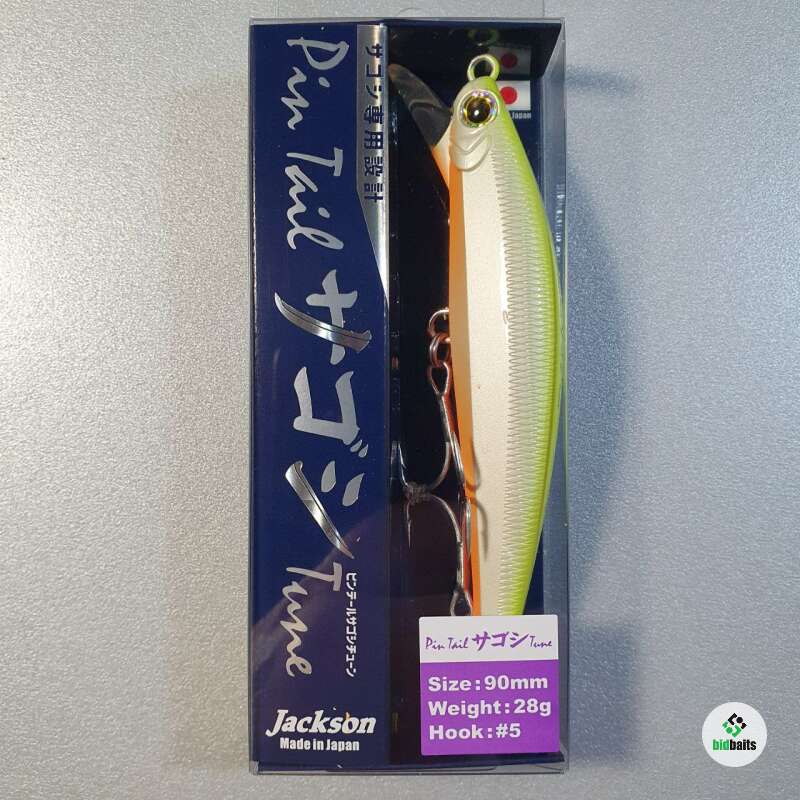 サゴシ専用設計
Pin Tail サゴシ Tune
ピンテールサゴシチューン
Jackson
Made in Japan
Japan
Pin Tail サゴシ Tune
Size:90mm
Weight:28g
Hook:#5
bidbaits